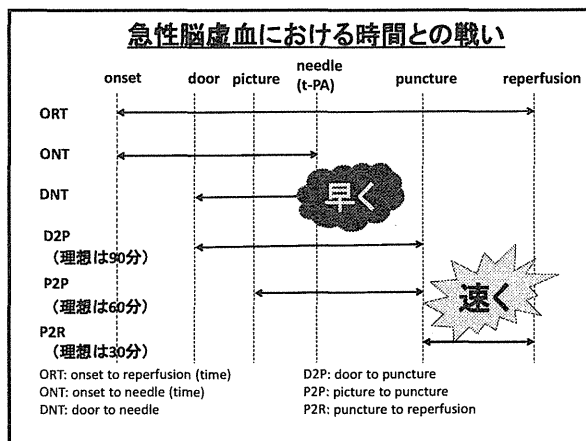 急性脳虚血における時間との戦い
onset door picture needle (t-PA) puncture reperfusion
ORT
ONT
DNT
早く
D2P
(理想は90分)
P2P
(理想は60分)
速く
P2R
(理想は30分)
ORT: onset to reperfusion (time)
ONT: onset to needle (time)
DNT: door to needle
D2P: door to puncture
P2P: picture to puncture
P2R: puncture to reperfusion